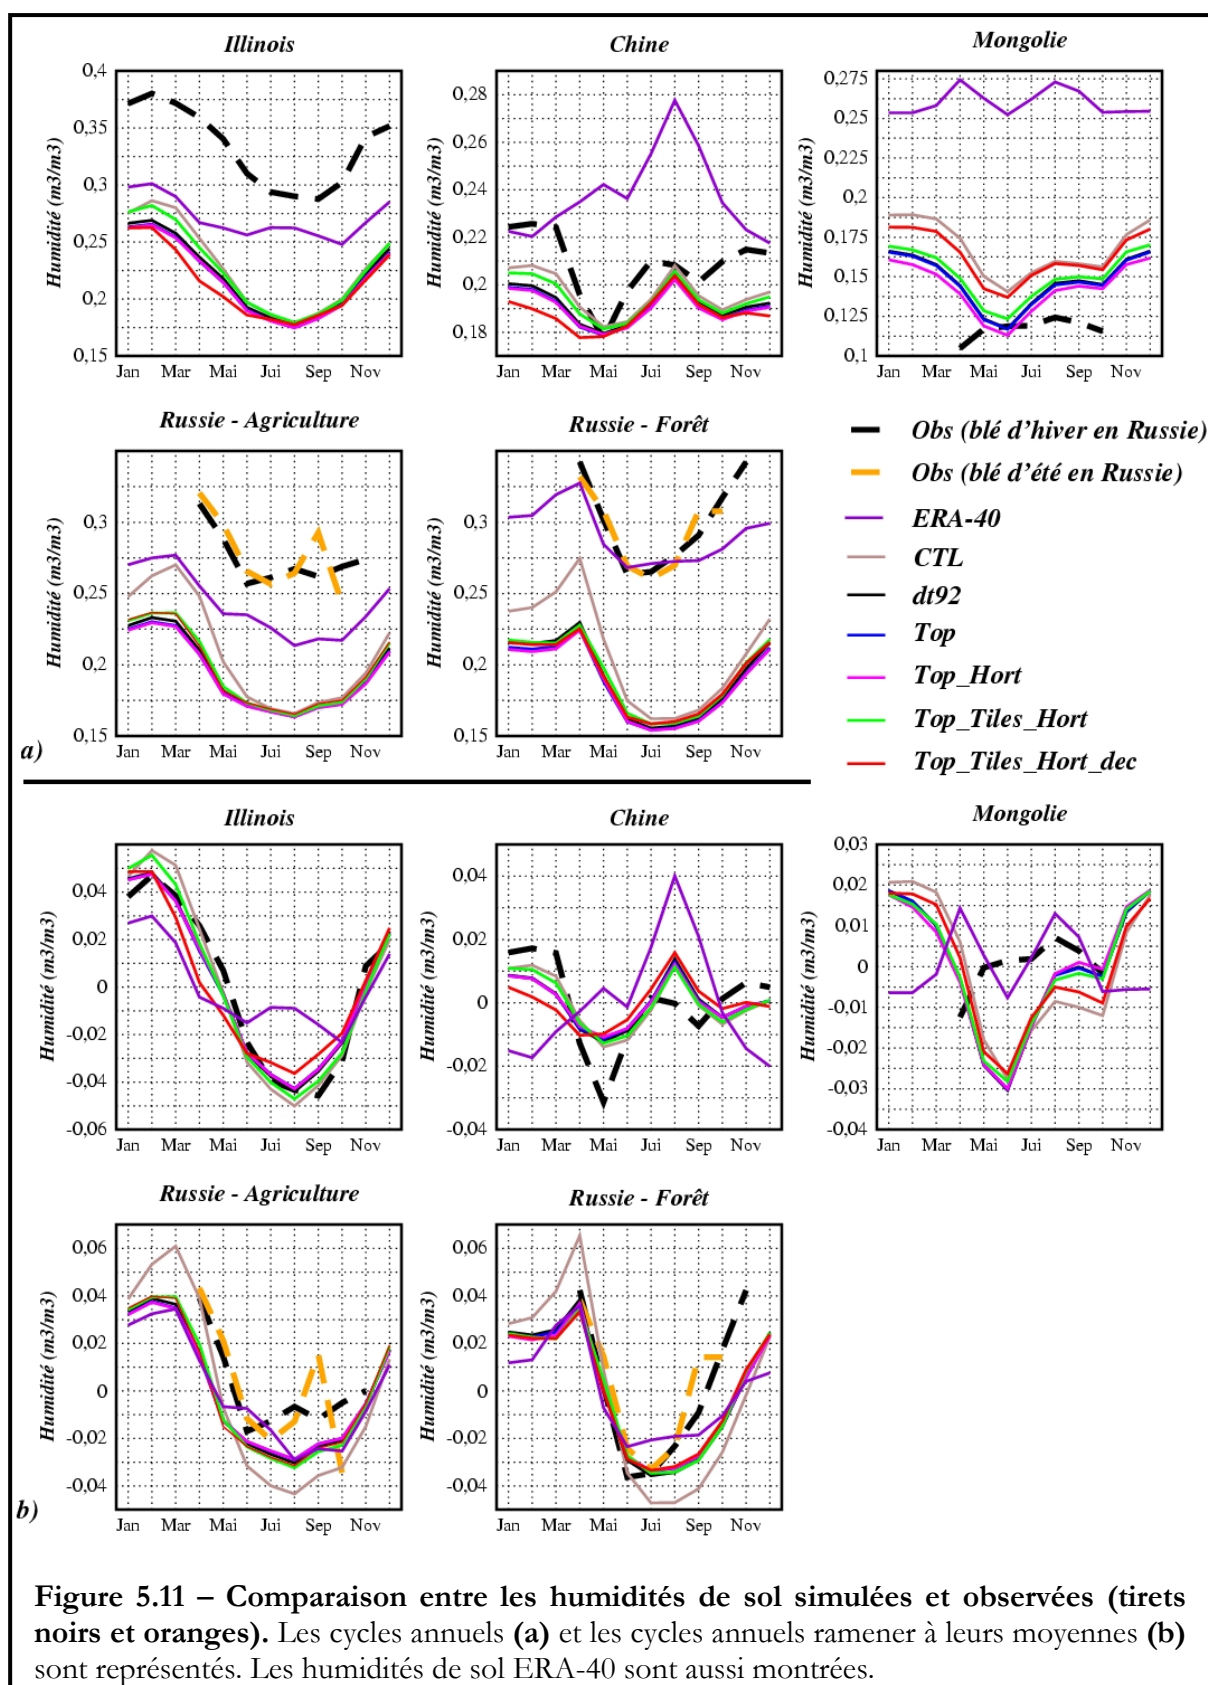 Illinois
Chine
Mongolie
Humidité (m3/m3)
0,4
0,35
0,3
0,25
0,2
0,15
Jan Mar Mai Jui Sep Nov
Humidité (m3/m3)
0,28
0,26
0,24
0,22
0,2
0,18
Jan Mar Mai Jui Sep Nov
Humidité (m3/m3)
0,275
0,25
0,225
0,2
0,175
0,15
0,125
0,1
Jan Mar Mai Jui Sep Nov
Russie - Agriculture
Russie - Forêt
Humidité (m3/m3)
0,3
0,25
0,2
0,15
Jan Mar Mai Jui Sep Nov
Humidité (m3/m3)
0,3
0,25
0,2
0,15
Jan Mar Mai Jui Sep Nov
Obs (blé d'hiver en Russie)
Obs (blé d'été en Russie)
ERA-40
CTL
dt92
Top
Top_Hort
Top_Tiles_Hort
Top_Tiles_Hort_dec
a)
Illinois
Chine
Mongolie
Humidité (m3/m3)
0,04
0,02
0
-0,02
-0,04
-0,06
Jan Mar Mai Jui Sep Nov
Humidité (m3/m3)
0,04
0,02
0
-0,02
-0,04
Jan Mar Mai Jui Sep Nov
Humidité (m3/m3)
0,03
0,02
0,01
0
-0,01
-0,02
-0,03
-0,04
Jan Mar Mai Jui Sep Nov
Russie - Agriculture
Russie - Forêt
Humidité (m3/m3)
0,06
0,04
0,02
0
-0,02
-0,04
Jan Mar Mai Jui Sep Nov
Humidité (m3/m3)
0,06
0,04
0,02
0
-0,02
-0,04
Jan Mar Mai Jui Sep Nov
b)
Figure 5.11 – Comparaison entre les humidités de sol simulées et observées (tirets
noirs et oranges). Les cycles annuels (a) et les cycles annuels ramener à leurs moyennes (b)
sont représentés. Les humidités de sol ERA-40 sont aussi montrées.